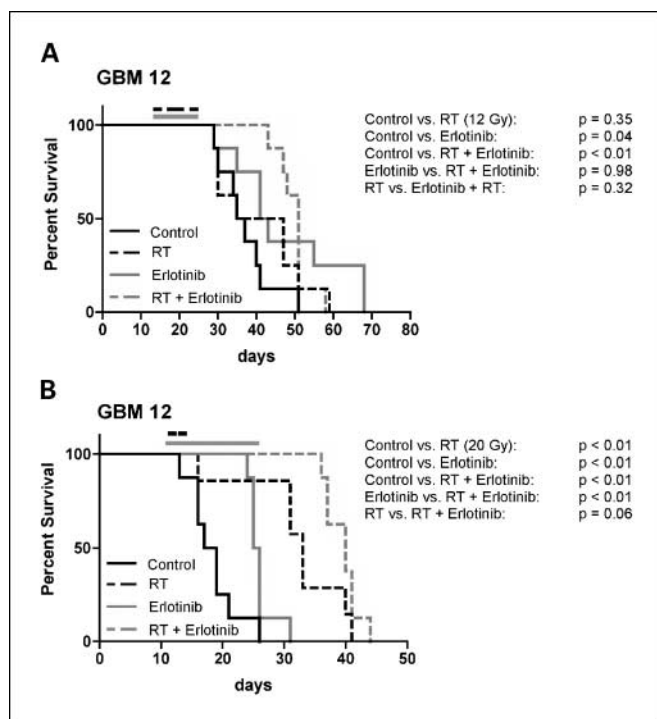 A
GBM 12
Control vs. RT (12 Gy): p = 0.35
Control vs. Erlotinib: p = 0.04
Control vs. RT + Erlotinib: p < 0.01
Erlotinib vs. RT + Erlotinib: p = 0.98
RT vs. Erlotinib + RT: p = 0.32
Percent Survival
100
50
0
Control
RT
Erlotinib
RT + Erlotinib
0 10 20 30 40 50 60 70 80
days
B
GBM 12
Control vs. RT (20 Gy): p < 0.01
Control vs. Erlotinib: p < 0.01
Control vs. RT + Erlotinib: p < 0.01
Erlotinib vs. RT + Erlotinib: p < 0.01
RT vs. RT + Erlotinib: p = 0.06
Percent Survival
100
50
0
Control
RT
Erlotinib
RT + Erlotinib
0 10 20 30 40 50
days